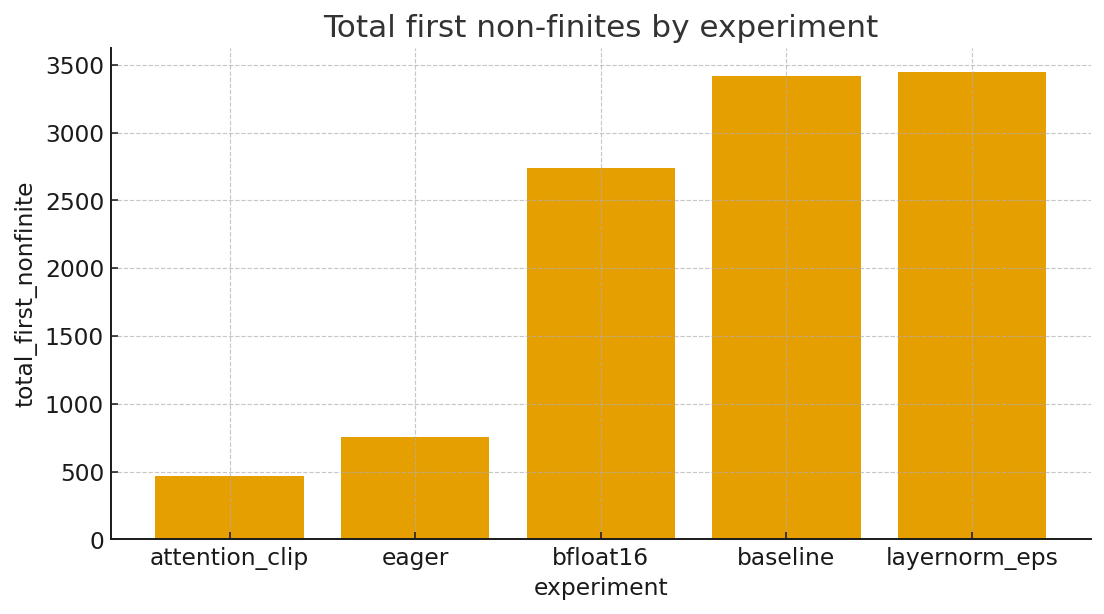 Total first non-finites by experiment
total_first_nonfinite
3500
3000
2500
2000
1500
1000
500
0
attention_clip eager bfloat16 baseline layernorm_eps
experiment